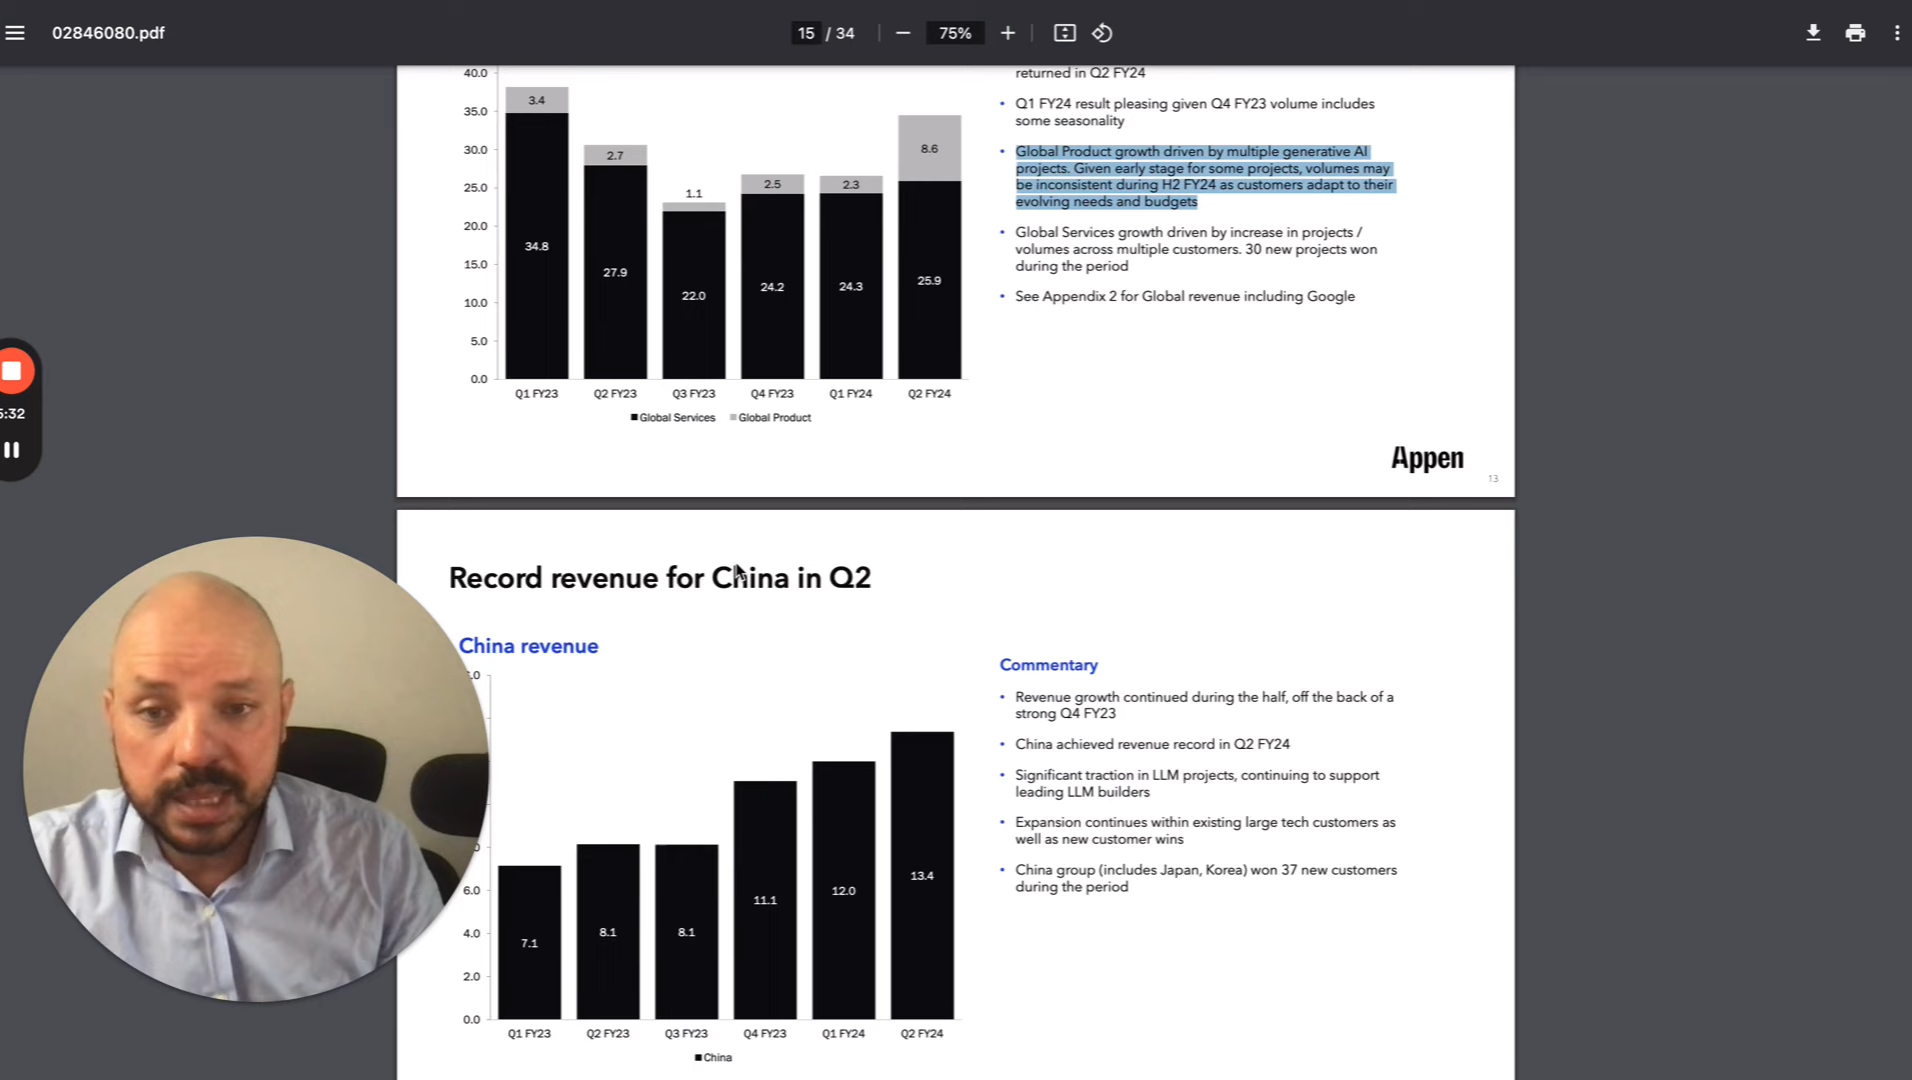 02846080.pdf
15 / 34
75%
40.0
35.0
30.0
25.0
20.0
15.0
10.0
5.0
0.0
3.4
34.8
2.7
27.9
1.1
22.0
2.5
24.2
2.3
24.3
8.6
25.9
Q1 FY23 Q2 FY23 Q3 FY23 Q4 FY23 Q1 FY24 Q2 FY24
Global Services Global Product
returned in Q2 FY24
• Q1 FY24 result pleasing given Q4 FY23 volume includes
some seasonality
• Global Product growth driven by multiple generative AI
projects. Given early stage for some projects, volumes may
be inconsistent during H2 FY24 as customers adapt to their
evolving needs and budgets
• Global Services growth driven by increase in projects /
volumes across multiple customers. 30 new projects won
during the period
• See Appendix 2 for Global revenue including Google
Appen
13
5:32
Record revenue for China in Q2
China revenue
6.0
4.0
2.0
0.0
7.1
8.1
8.1
11.1
12.0
13.4
Q1 FY23 Q2 FY23 Q3 FY23 Q4 FY23 Q1 FY24 Q2 FY24
China
Commentary
• Revenue growth continued during the half, off the back of a
strong Q4 FY23
• China achieved revenue record in Q2 FY24
• Significant traction in LLM projects, continuing to support
leading LLM builders
• Expansion continues within existing large tech customers as
well as new customer wins
• China group (includes Japan, Korea) won 37 new customers
during the period